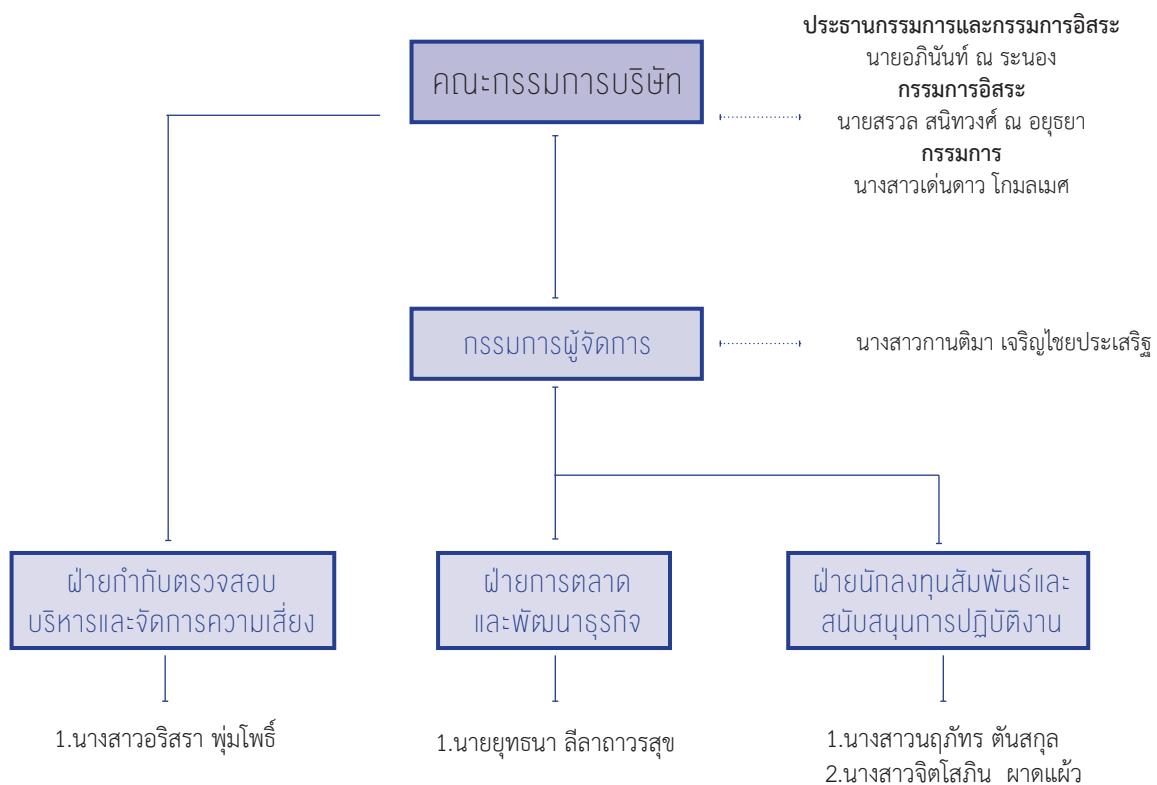 คณะกรรมการบริษัท
ประธานกรรมการและกรรมการอิสระ
นายอภินันท์ ณ ระนอง
กรรมการอิสระ
นายสรวล สนิทวงศ์ ณ อยุธยา
กรรมการ
นางสาวเด่นดาว โกมลเมศ
กรรมการผู้จัดการ
นางสาวกานติมา เจริญไชยประเสริฐ
ฝ่ายกำกับตรวจสอบ
บริหารและจัดการความเสี่ยง
ฝ่ายการตลาด
และพัฒนาธุรกิจ
ฝ่ายนักลงทุนสัมพันธ์และ
สนับสนุนการปฏิบัติงาน
1.นางสาวอริสรา พุ่มโพธิ์
1.นายยุทธนา ลีลาถาวรสุข
1.นางสาวนฤภัทร ตันสกุล
2.นางสาวจิตโสภิน ผาดแผ้ว